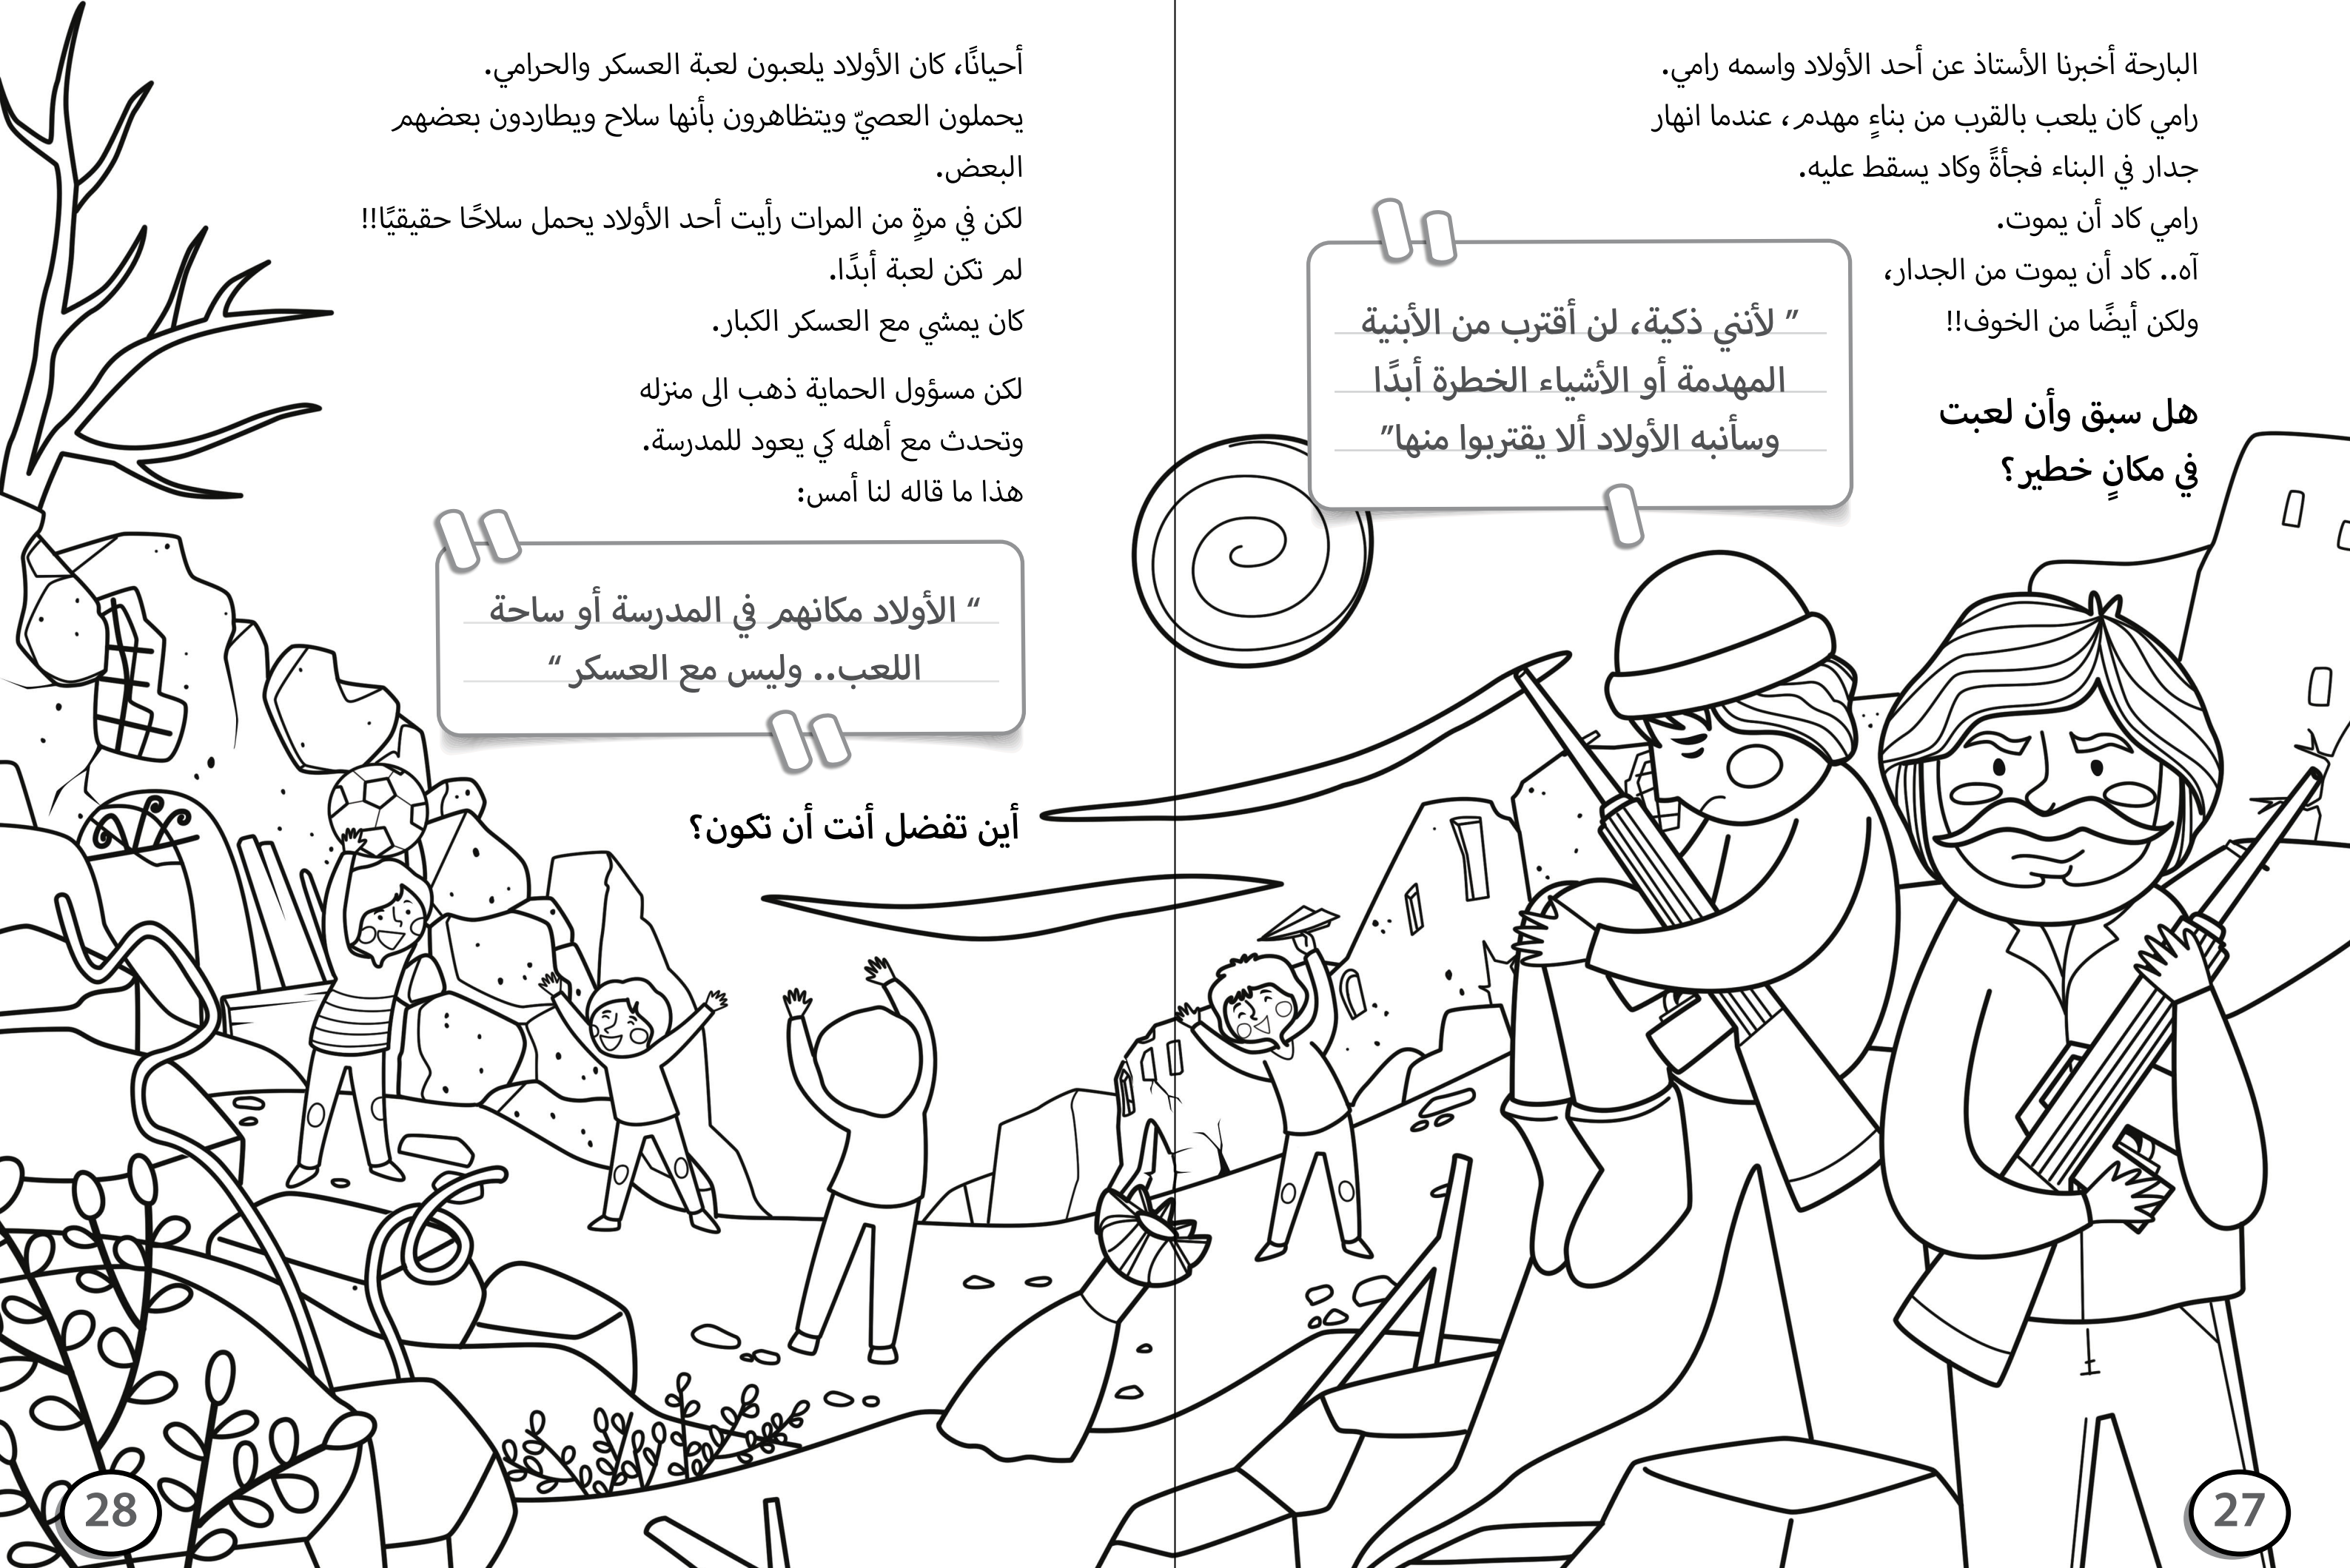 البارحة أخبرنا الأستاذ عن أحد الأولاد واسمه رامي.
رامي كان يلعب بالقرب من بناءٍ مهدم، عندما انهار
جدار في البناء فجأةً وكاد يسقط عليه.
رامي كاد أن يموت.
آه.. كاد أن يموت من الجدار،
ولكن أيضًا من الخوف!!
هل سبق وأن لعبت
في مكانٍ خطير؟
" لأنني ذكية، لن أقترب من الأبنية
المهدمة أو الأشياء الخطرة أبدًا
وسأنبه الأولاد ألا يقتربوا منها"
27
أحيانًا، كان الأولاد يلعبون لعبة العسكر والحرامي.
يحملون العصيّ ويتظاهرون بأنها سلاح ويطاردون بعضهم
البعض.
لكن في مرةٍ من المرات رأيت أحد الأولاد يحمل سلاحًا حقيقيًا!!
لم تكن لعبة أبدًا.
كان يمشي مع العسكر الكبار.
لكن مسؤول الحماية ذهب الى منزله
وتحدث مع أهله كي يعود للمدرسة.
هذا ما قاله لنا أمس:
“ الأولاد مكانهم في المدرسة أو ساحة
اللعب.. وليس مع العسكر “
أين تفضل أنت أن تكون؟
28